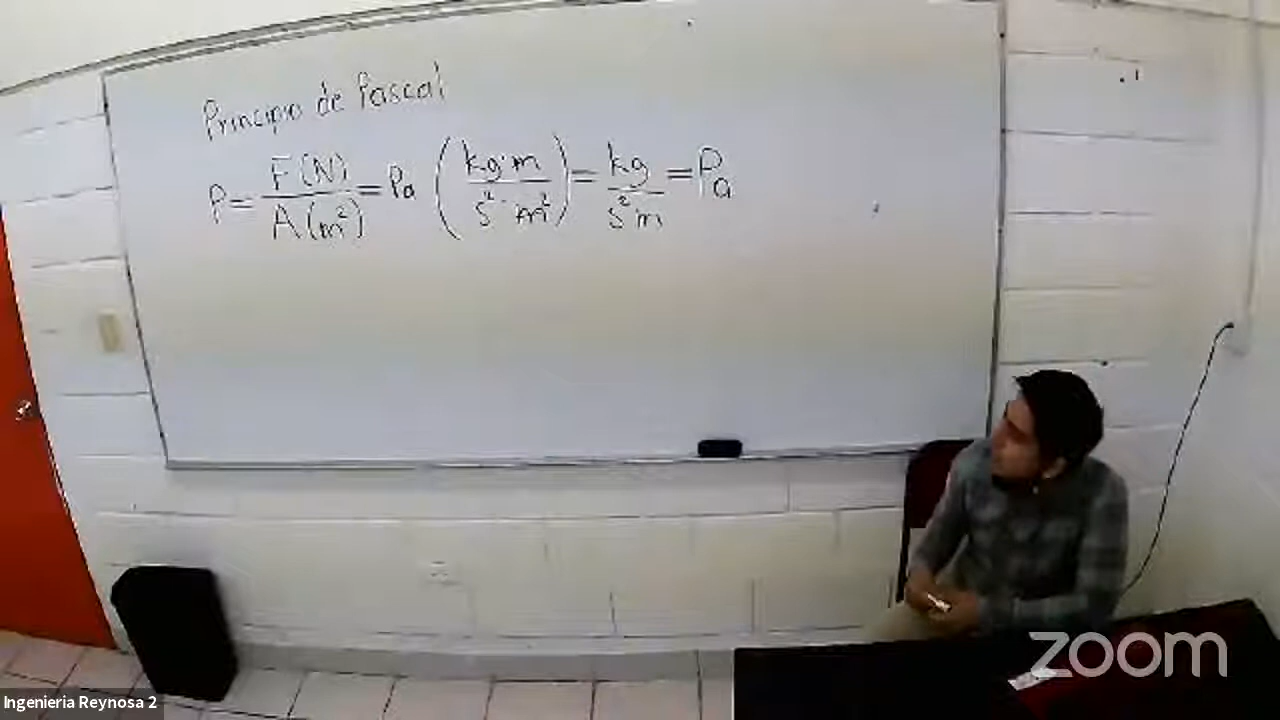 Principio de Pascal
P = F(N) / A(m²) = Pa (kg·m / s²·m²) = kg / s²m = Pa
zoom
Ingenieria Reynosa 2